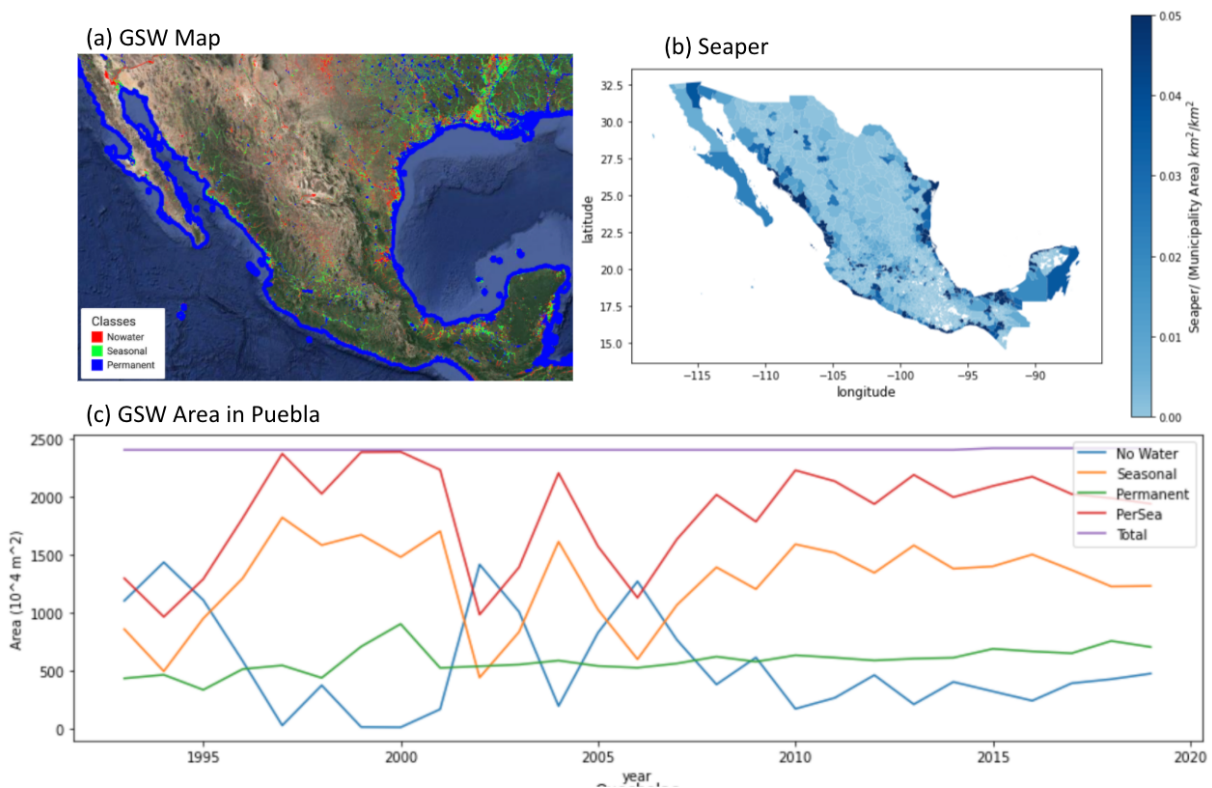 (a) GSW Map
Classes
Nowater
Seasonal
Permanent
(b) Seaper
32.5
30.0
27.5
25.0
22.5
20.0
17.5
15.0
latitude
−115
−110
−105
−100
−95
−90
longitude
0.05
0.04
0.03
0.02
0.01
0.00
Seaper/ (Municipality Area) km²/km²
(c) GSW Area in Puebla
2500
2000
1500
1000
500
0
Area (10^4 m^2)
No Water
Seasonal
Permanent
PerSea
Total
1995
2000
2005
2010
2015
2020
year